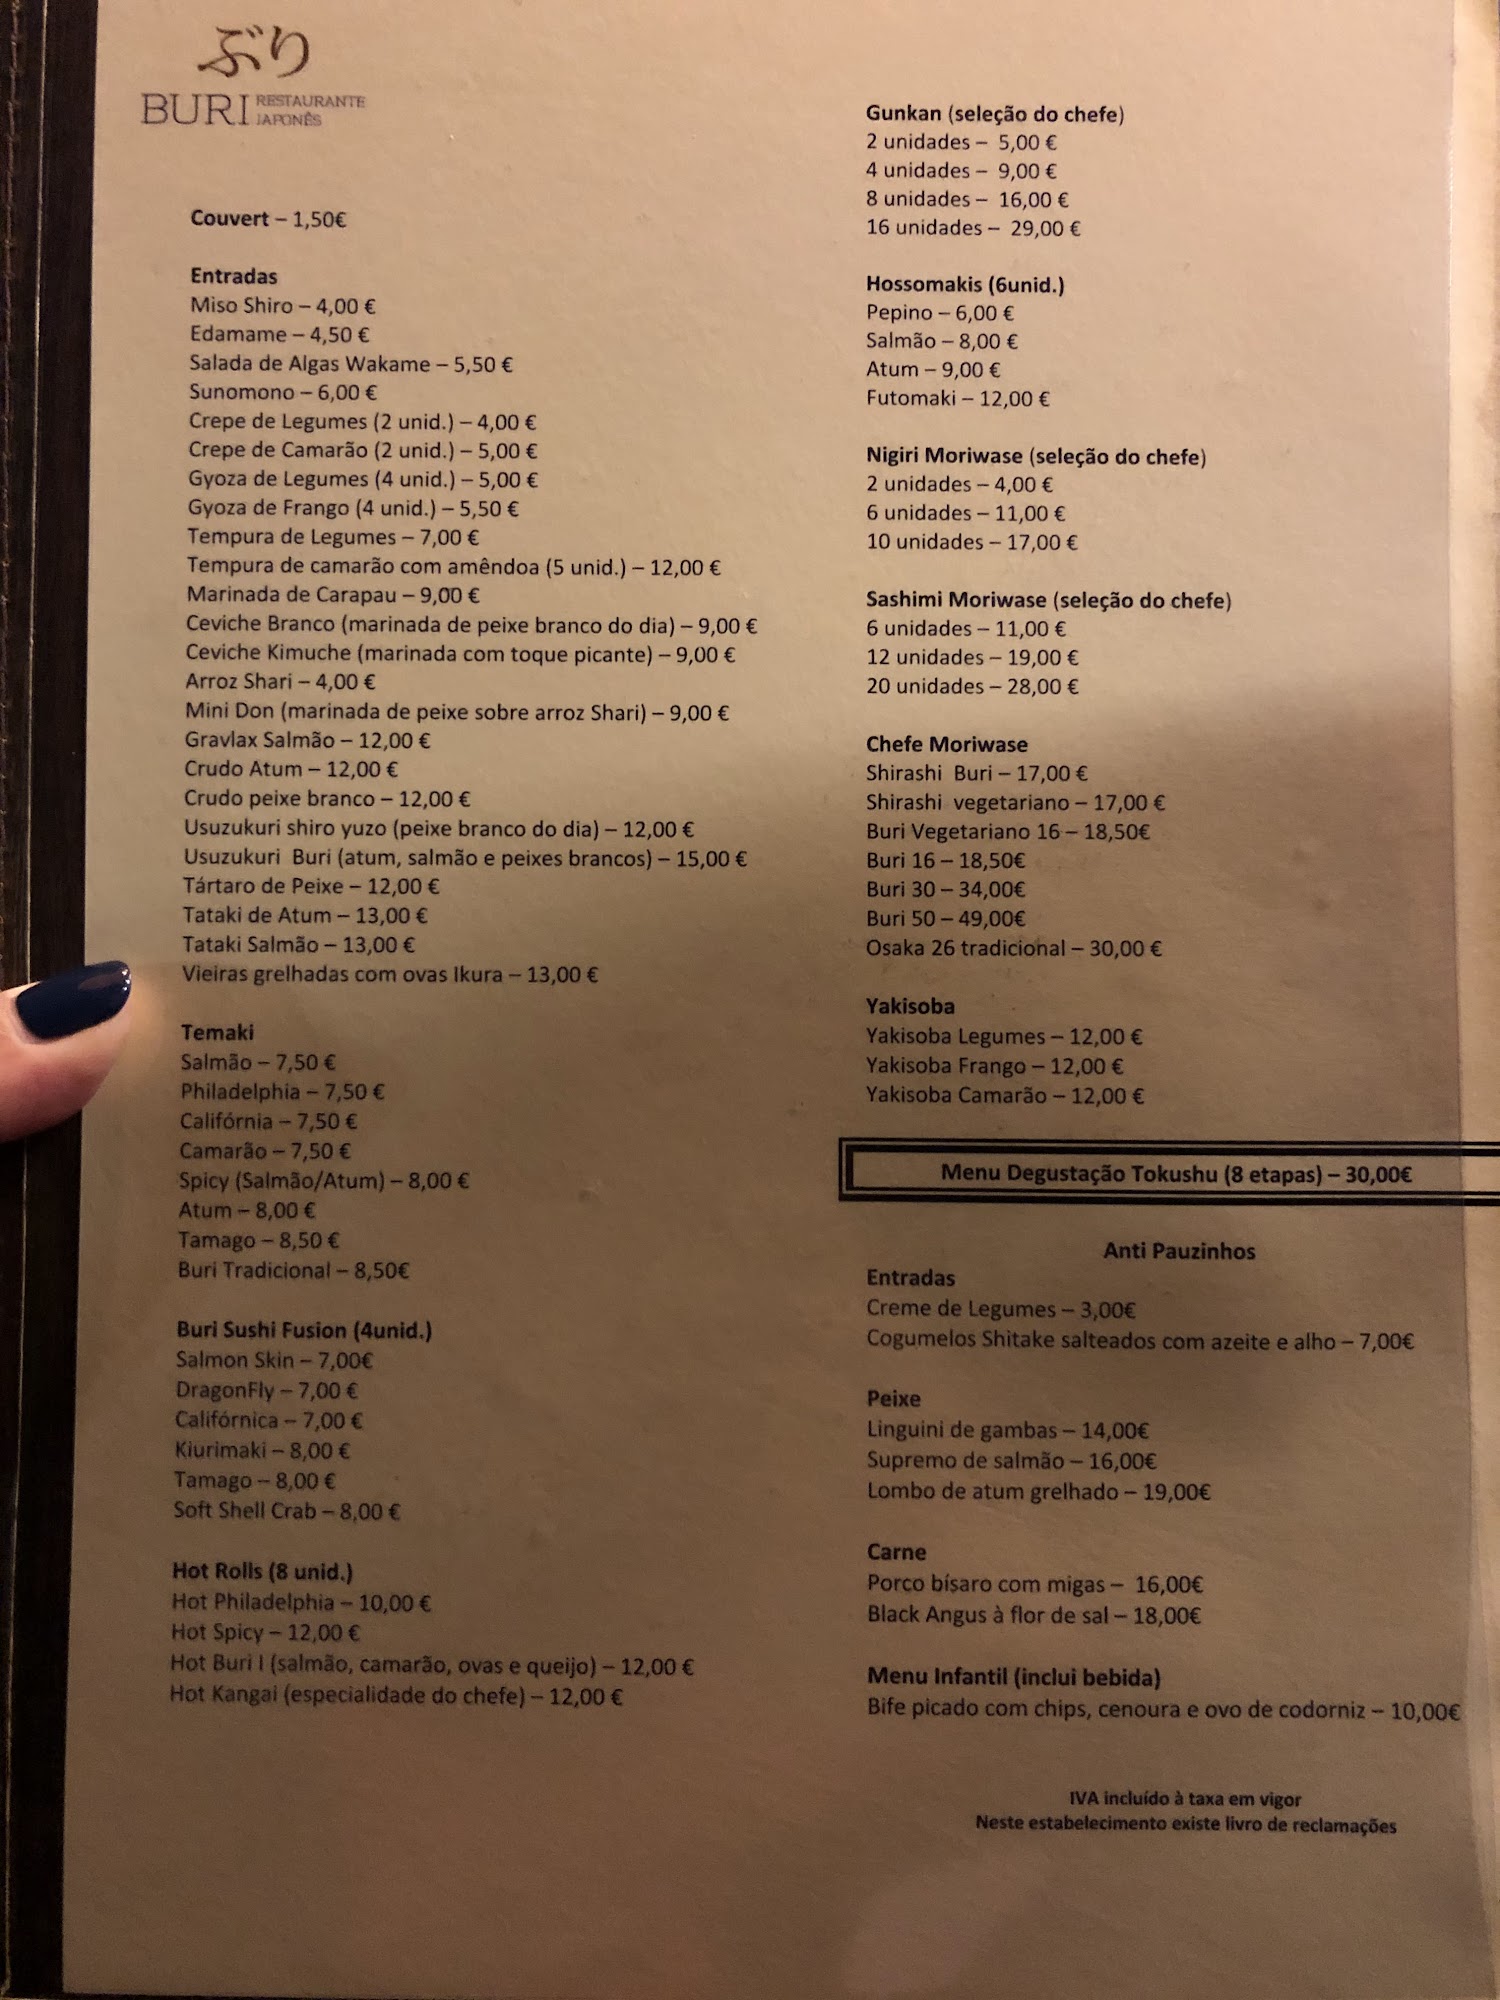 ぶり
BURI RESTAURANTE JAPONÊS
Couvert – 1,50€
Entradas
Miso Shiro – 4,00 €
Edamame – 4,50 €
Salada de Algas Wakame – 5,50 €
Sunomono – 6,00 €
Crepe de Legumes (2 unid.) – 4,00 €
Crepe de Camarão (2 unid.) – 5,00 €
Gyoza de Legumes (4 unid.) – 5,00 €
Gyoza de Frango (4 unid.) – 5,50 €
Tempura de Legumes – 7,00 €
Tempura de camarão com amêndoa (5 unid.) – 12,00 €
Marinada de Carapau – 9,00 €
Ceviche Branco (marinada de peixe branco do dia) – 9,00 €
Ceviche Kimuche (marinada com toque picante) – 9,00 €
Arroz Shari – 4,00 €
Mini Don (marinada de peixe sobre arroz Shari) – 9,00 €
Gravlax Salmão – 12,00 €
Crudo Atum – 12,00 €
Crudo peixe branco – 12,00 €
Usuzukuri shiro yuzo (peixe branco do dia) – 12,00 €
Usuzukuri Buri (atum, salmão e peixes brancos) – 15,00 €
Tártaro de Peixe – 12,00 €
Tataki de Atum – 13,00 €
Tataki Salmão – 13,00 €
Vieiras grelhadas com ovas Ikura – 13,00 €
Temaki
Salmão – 7,50 €
Philadelphia – 7,50 €
Califórnia – 7,50 €
Camarão – 7,50 €
Spicy (Salmão/Atum) – 8,00 €
Atum – 8,00 €
Tamago – 8,50 €
Buri Tradicional – 8,50€
Buri Sushi Fusion (4unid.)
Salmon Skin – 7,00€
DragonFly – 7,00 €
Califórnica – 7,00 €
Kiurimaki – 8,00 €
Tamago – 8,00 €
Soft Shell Crab – 8,00 €
Hot Rolls (8 unid.)
Hot Philadelphia – 10,00 €
Hot Spicy – 12,00 €
Hot Buri I (salmão, camarão, ovas e queijo) – 12,00 €
Hot Kangai (especialidade do chefe) – 12,00 €
Gunkan (seleção do chefe)
2 unidades – 5,00 €
4 unidades – 9,00 €
8 unidades – 16,00 €
16 unidades – 29,00 €
Hossomakis (6unid.)
Pepino – 6,00 €
Salmão – 8,00 €
Atum – 9,00 €
Futomaki – 12,00 €
Nigiri Moriwase (seleção do chefe)
2 unidades – 4,00 €
6 unidades – 11,00 €
10 unidades – 17,00 €
Sashimi Moriwase (seleção do chefe)
6 unidades – 11,00 €
12 unidades – 19,00 €
20 unidades – 28,00 €
Chefe Moriwase
Shirashi Buri – 17,00 €
Shirashi vegetariano – 17,00 €
Buri Vegetariano 16 – 18,50€
Buri 16 – 18,50€
Buri 30 – 34,00€
Buri 50 – 49,00€
Osaka 26 tradicional – 30,00 €
Yakisoba
Yakisoba Legumes – 12,00 €
Yakisoba Frango – 12,00 €
Yakisoba Camarão – 12,00 €
Menu Degustação Tokushu (8 etapas) – 30,00€
Anti Pauzinhos
Entradas
Creme de Legumes – 3,00€
Cogumelos Shitake salteados com azeite e alho – 7,00€
Peixe
Linguini de gambas – 14,00€
Supremo de salmão – 16,00€
Lombo de atum grelhado – 19,00€
Carne
Porco bísaro com migas – 16,00€
Black Angus à flor de sal – 18,00€
Menu Infantil (inclui bebida)
Bife picado com chips, cenoura e ovo de codorniz – 10,00€
IVA incluído à taxa em vigor
Neste estabelecimento existe livro de reclamações